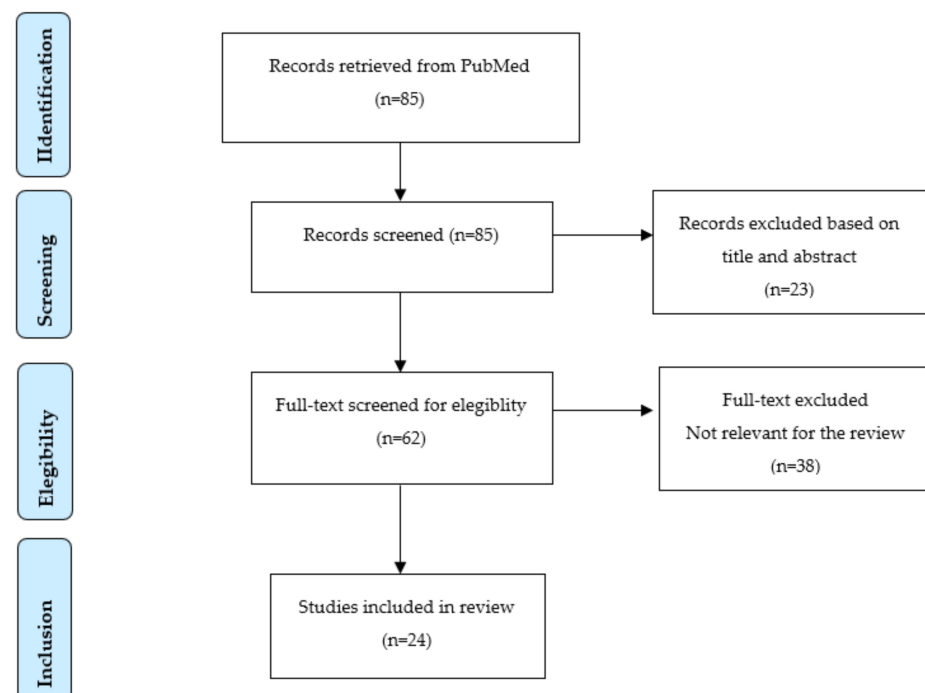 IIdentification
Records retrieved from PubMed
(n=85)
Screening
Records screened (n=85)
Records excluded based on
title and abstract
(n=23)
Elegibility
Full-text screened for elegiblity
(n=62)
Full-text excluded
Not relevant for the review
(n=38)
Inclusion
Studies included in review
(n=24)